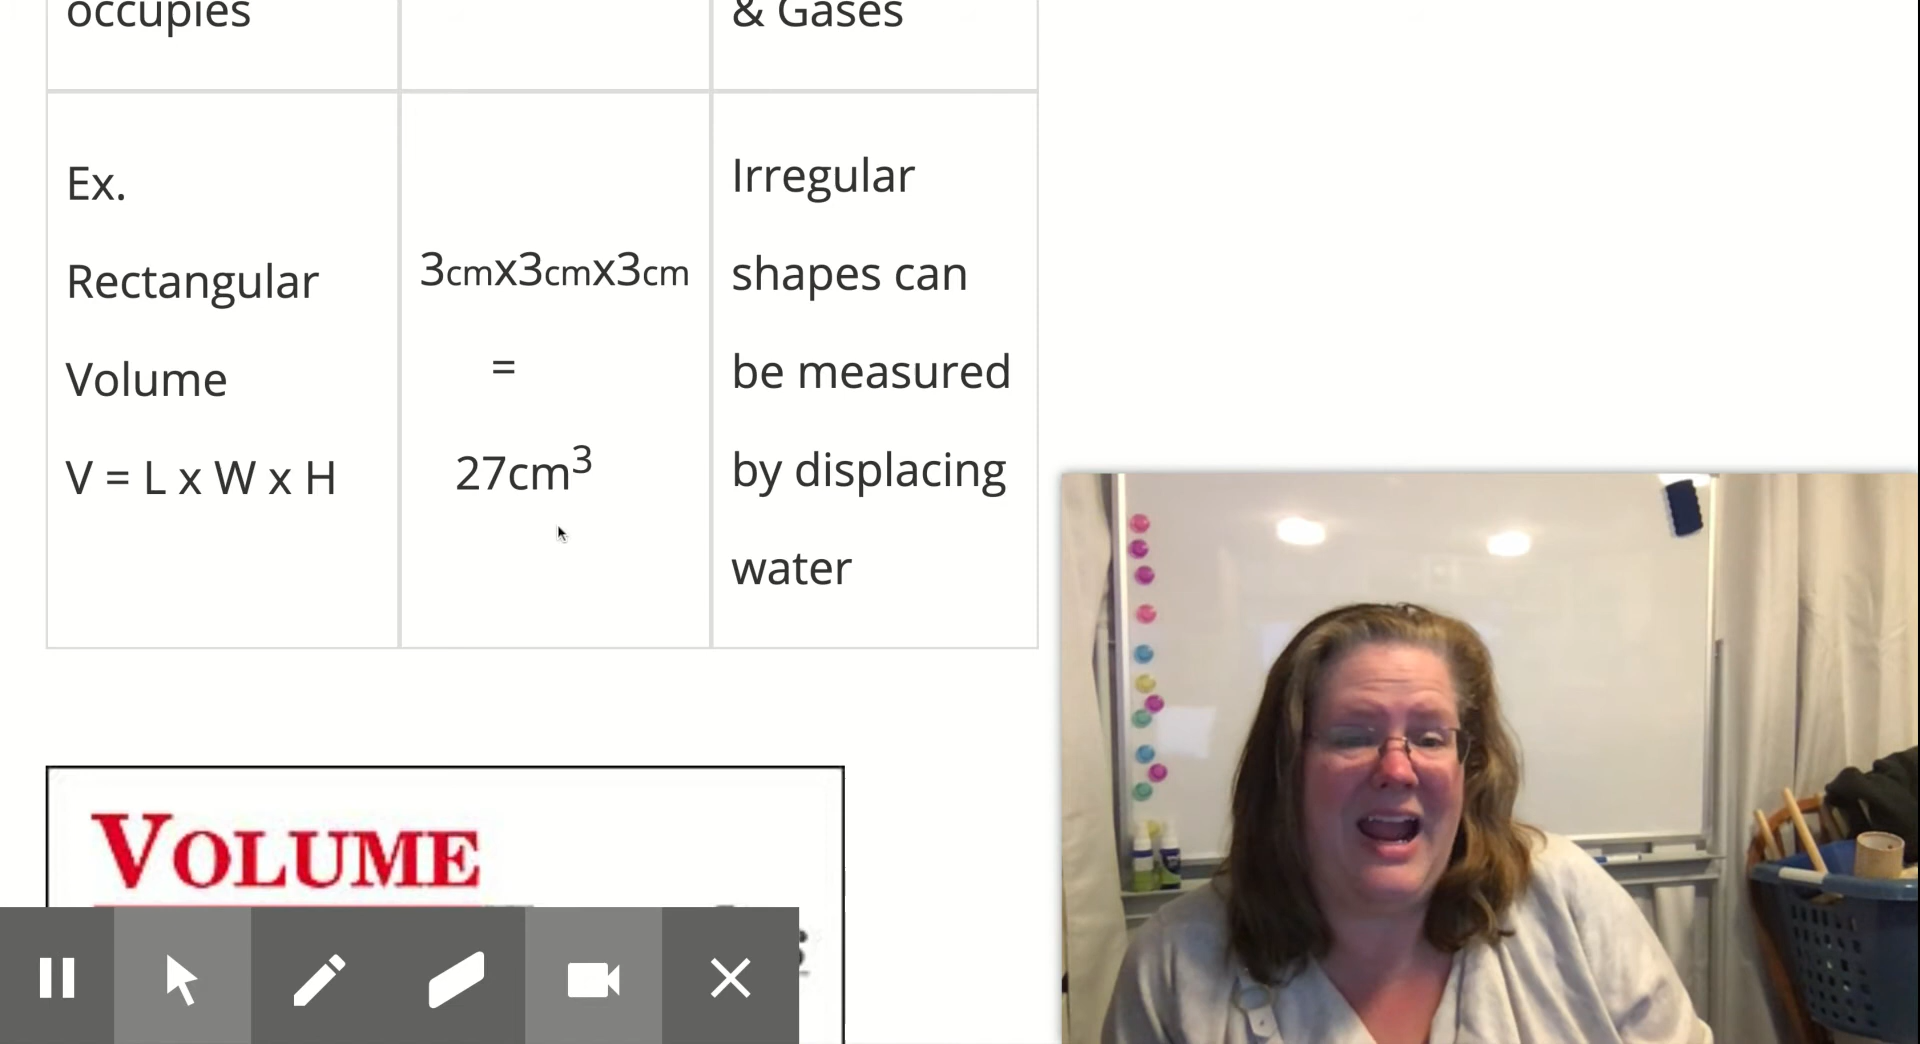 occupies
& Gases
Ex.
Rectangular
Volume
V = L x W x H
3cmx3cmx3cm
=
27cm³
Irregular
shapes can
be measured
by displacing
water
VOLUME